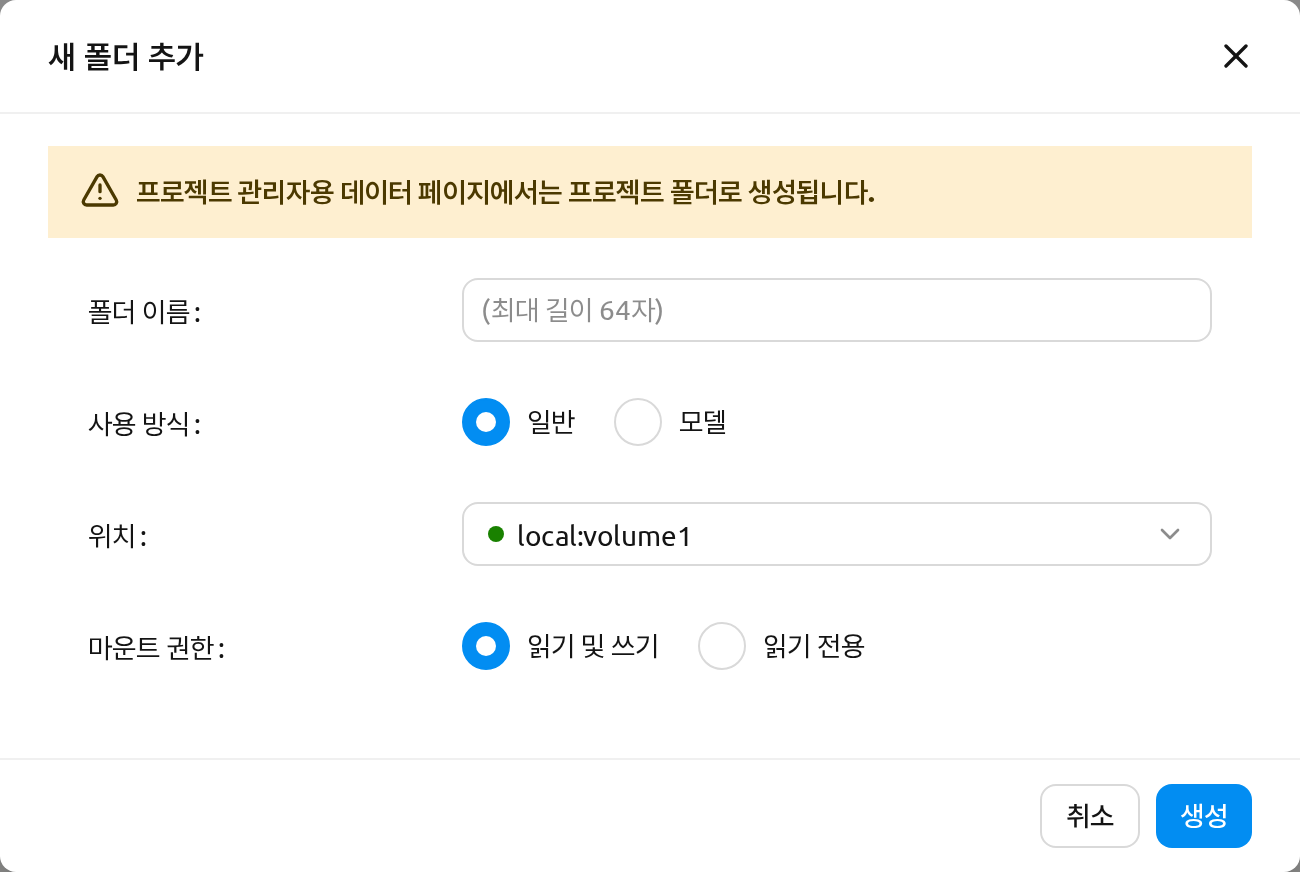 새 폴더 추가
프로젝트 관리자용 데이터 페이지에서는 프로젝트 폴더로 생성됩니다.
폴더 이름:
(최대 길이 64자)
사용 방식:
일반 모델
위치:
local:volume1
마운트 권한:
읽기 및 쓰기 읽기 전용
취소 생성